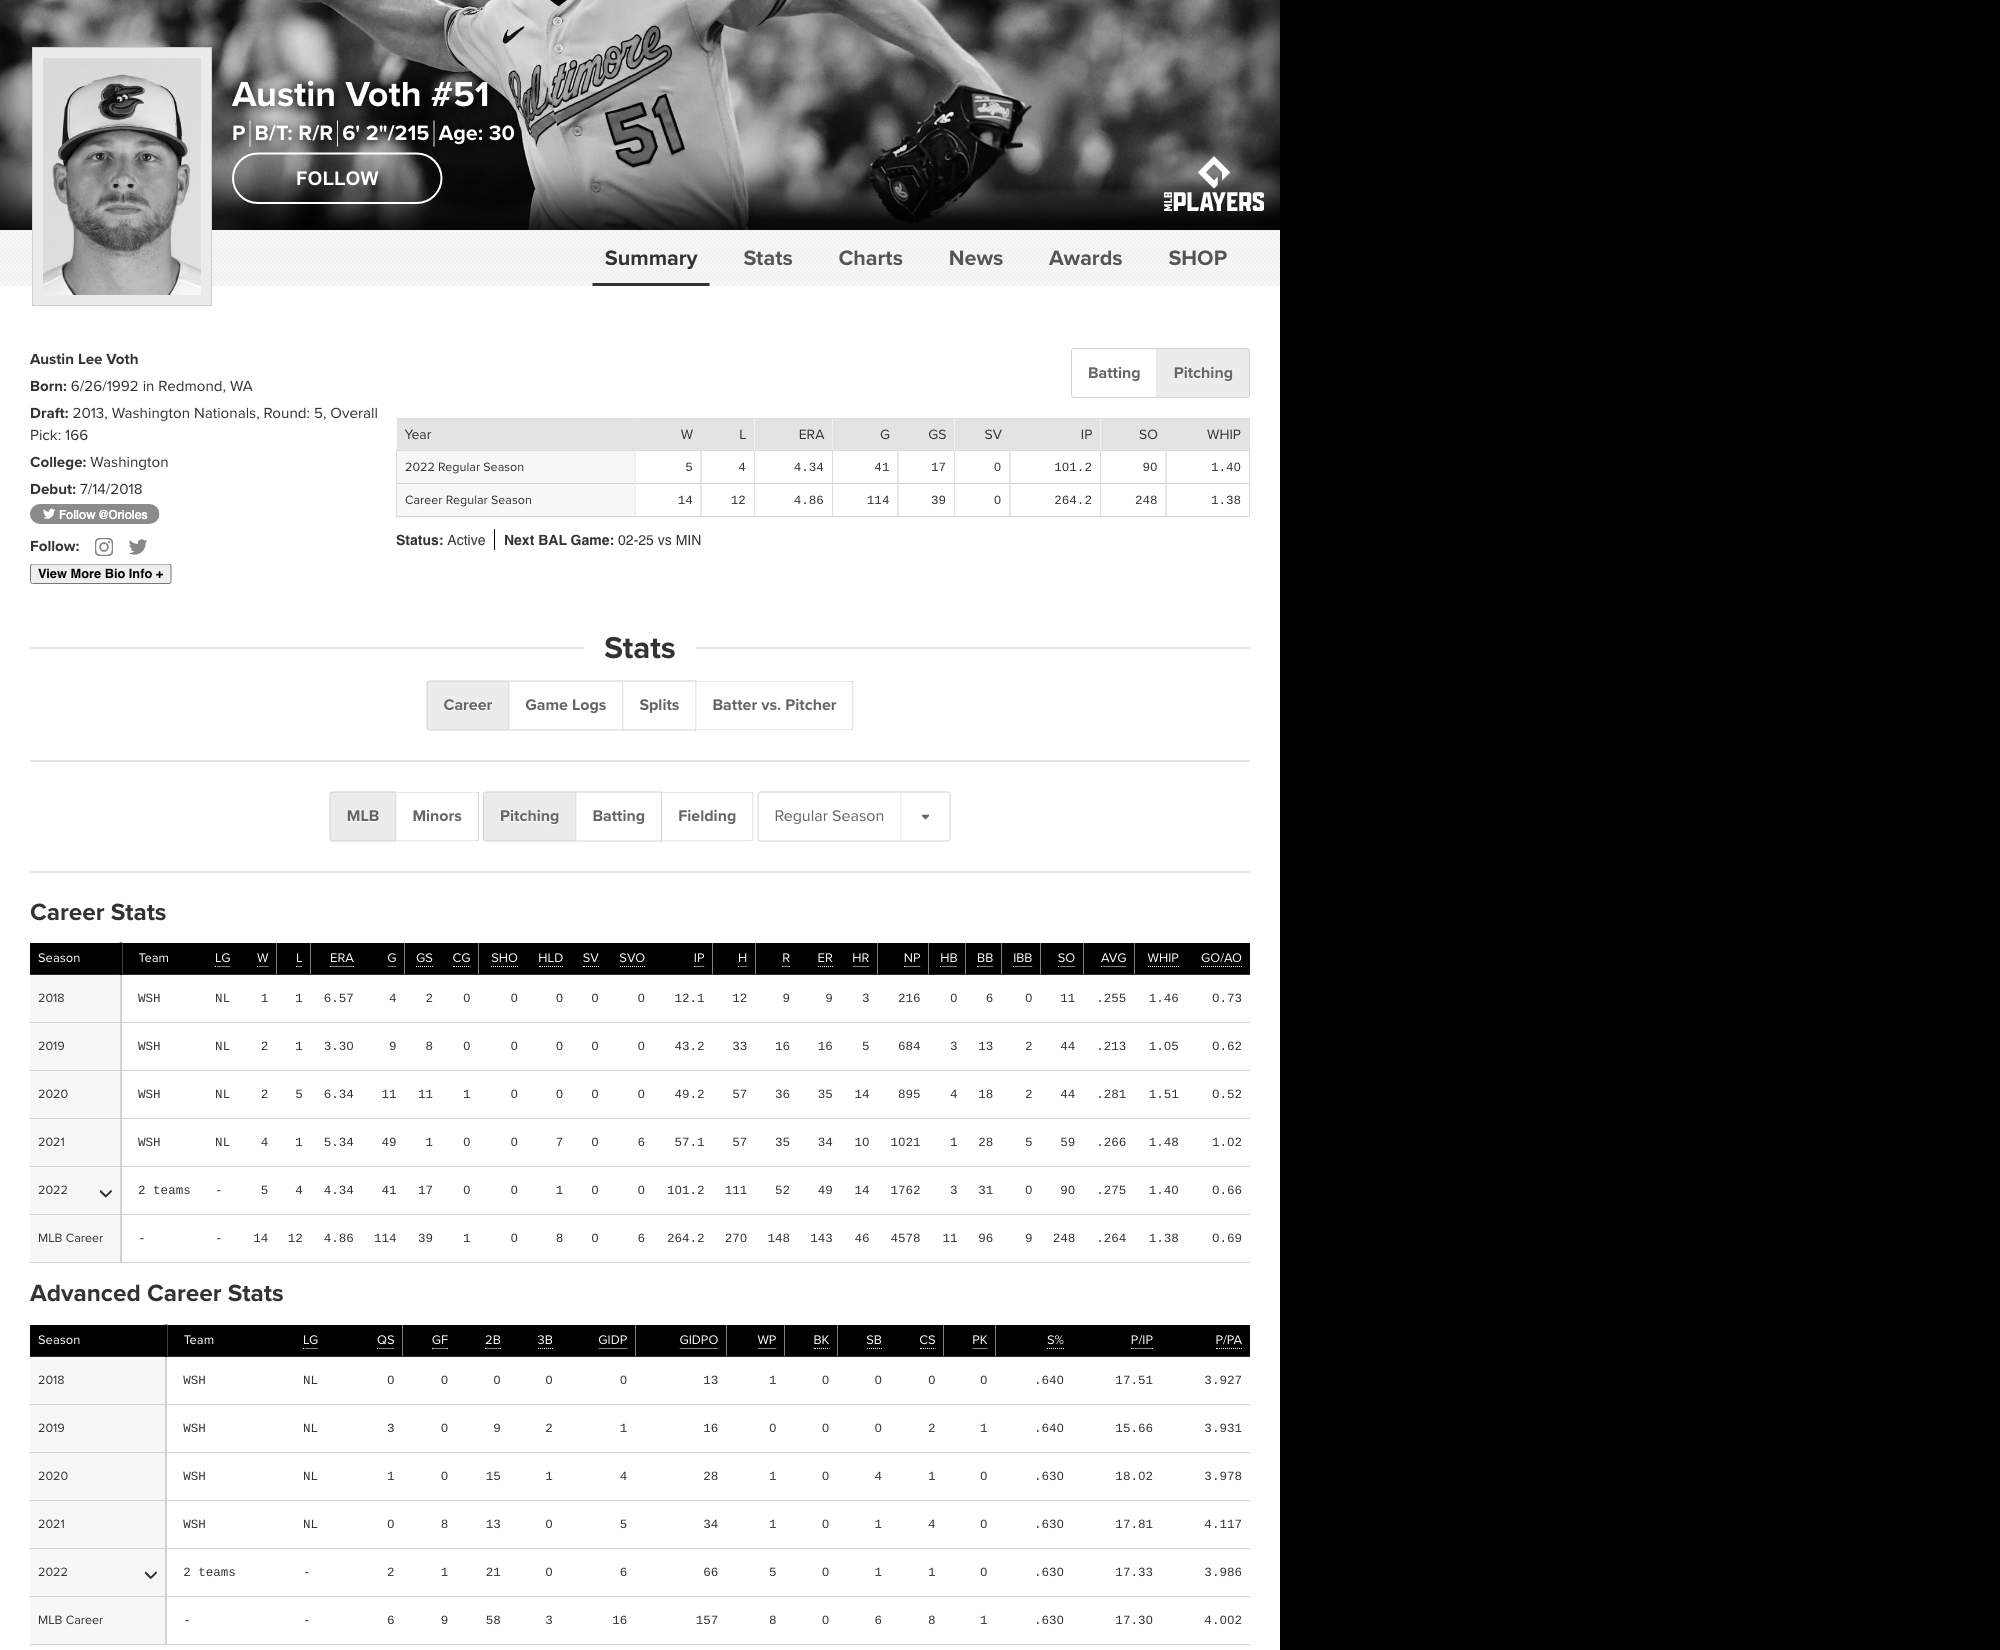 Baltimore
51
Austin Voth #51
P B/T: R/R 6' 2"/215 Age: 30
FOLLOW
MLB PLAYERS
Summary Stats Charts News Awards SHOP
Austin Lee Voth
Born: 6/26/1992 in Redmond, WA
Draft: 2013, Washington Nationals, Round: 5, Overall
Pick: 166
College: Washington
Debut: 7/14/2018
Follow @Orioles
Follow:
View More Bio Info +
Batting Pitching
Year W L ERA G GS SV IP SO WHIP
2022 Regular Season 5 4 4.34 41 17 0 101.2 90 1.40
Career Regular Season 14 12 4.86 114 39 0 264.2 248 1.38
Status: Active Next BAL Game: 02-25 vs MIN
Stats
Career Game Logs Splits Batter vs. Pitcher
MLB Minors Pitching Batting Fielding Regular Season
Career Stats
Season Team LG W L ERA G GS CG SHO HLD SV SVO IP H R ER HR NP HB BB IBB SO AVG WHIP GO/AO
2018 WSH NL 1 1 6.57 4 2 0 0 0 0 0 12.1 12 9 9 3 216 0 6 0 11 .255 1.46 0.73
2019 WSH NL 2 1 3.30 9 8 0 0 0 0 0 43.2 33 16 16 5 684 3 13 2 44 .213 1.05 0.62
2020 WSH NL 2 5 6.34 11 11 1 0 0 0 0 49.2 57 36 35 14 895 4 18 2 44 .281 1.51 0.52
2021 WSH NL 4 1 5.34 49 1 0 0 7 0 6 57.1 57 35 34 10 1021 1 28 5 59 .266 1.48 1.02
2022 2 teams - 5 4 4.34 41 17 0 0 1 0 0 101.2 111 52 49 14 1762 3 31 0 90 .275 1.40 0.66
MLB Career - - 14 12 4.86 114 39 1 0 8 0 6 264.2 270 148 143 46 4578 11 96 9 248 .264 1.38 0.69
Advanced Career Stats
Season Team LG QS GF 2B 3B GIDP GIDPO WP BK SB CS PK S% P/IP P/PA
2018 WSH NL 0 0 0 0 0 13 1 0 0 0 0 .640 17.51 3.927
2019 WSH NL 3 0 9 2 1 16 0 0 0 2 1 .640 15.66 3.931
2020 WSH NL 1 0 15 1 4 28 1 0 4 1 0 .630 18.02 3.978
2021 WSH NL 0 8 13 0 5 34 1 0 1 4 0 .630 17.81 4.117
2022 2 teams - 2 1 21 0 6 66 5 0 1 1 0 .630 17.33 3.986
MLB Career - - 6 9 58 3 16 157 8 0 6 8 1 .630 17.30 4.002